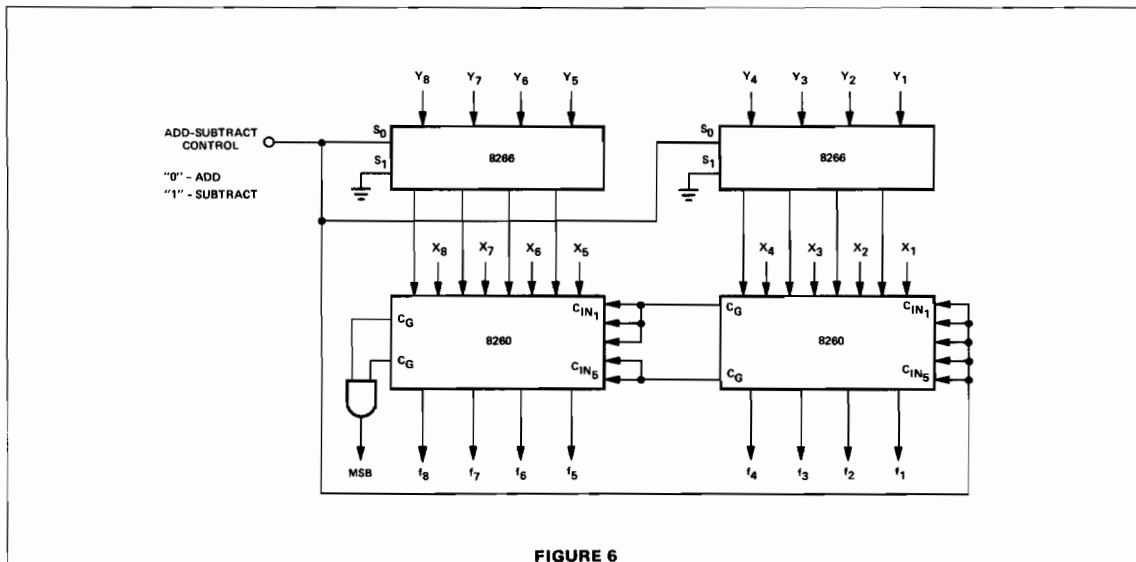 Y8 Y7 Y6 Y5 Y4 Y3 Y2 Y1
ADD-SUBTRACT
CONTROL
"0" - ADD
"1" - SUBTRACT
S0 S0
8266 8266
S1 S1
X8 X7 X6 X5 X4 X3 X2 X1
CG CIN1 CG CIN1
8260 8260
CG CIN5 CG CIN5
MSB f8 f7 f6 f5 f4 f3 f2 f1
FIGURE 6